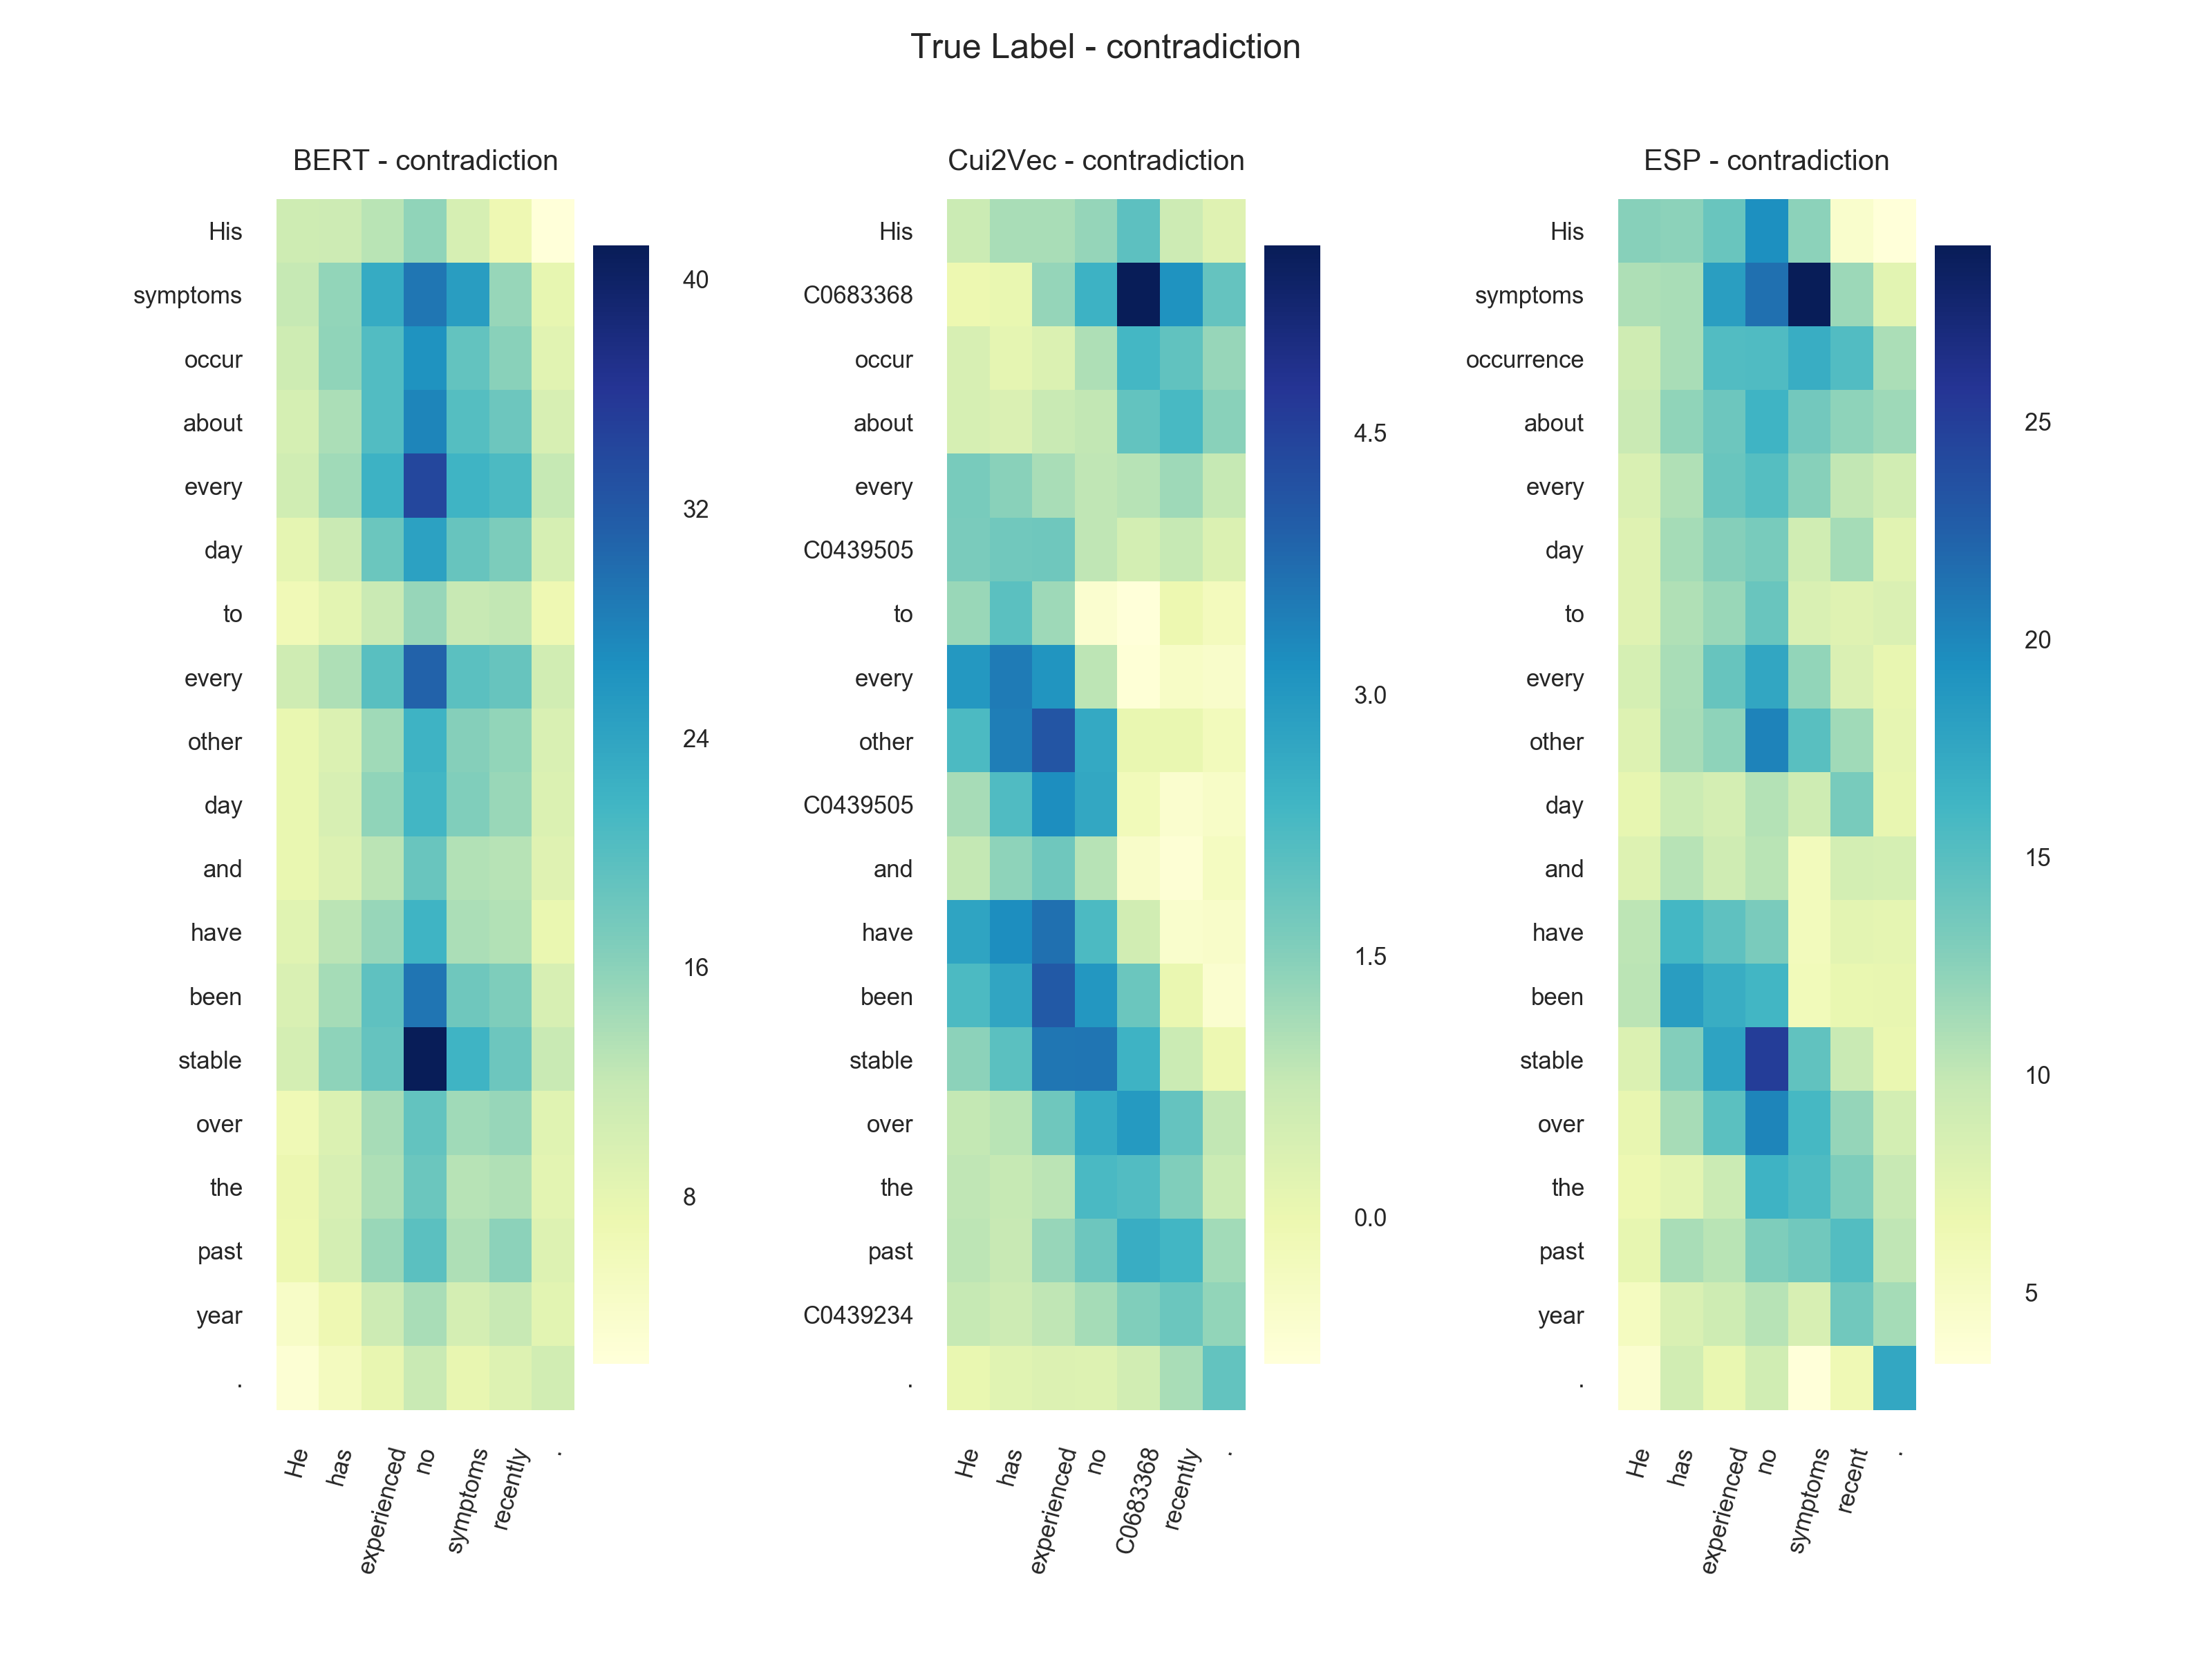 True Label - contradiction
BERT - contradiction
His
symptoms
occur
about
every
day
to
every
other
day
and
have
been
stable
over
the
past
year
.
He
has
experienced
no
symptoms
recently
.
40
32
24
16
8
Cui2Vec - contradiction
His
C0683368
occur
about
every
C0439505
to
every
other
C0439505
and
have
been
stable
over
the
past
C0439234
.
He
has
experienced
no
C0683368
recently
.
4.5
3.0
1.5
0.0
ESP - contradiction
His
symptoms
occurrence
about
every
day
to
every
other
day
and
have
been
stable
over
the
past
year
.
He
has
experienced
no
symptoms
recent
.
25
20
15
10
5